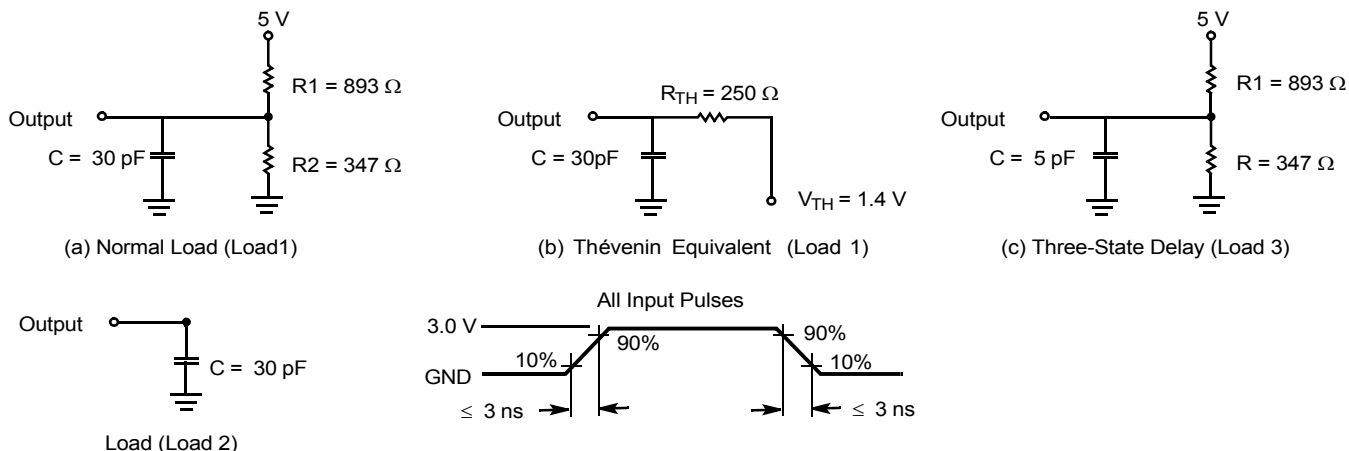 5 V
R1 = 893 Ω
Output
C = 30 pF
R2 = 347 Ω
(a) Normal Load (Load1)
RTH = 250 Ω
Output
C = 30pF
VTH = 1.4 V
(b) Thévenin Equivalent (Load 1)
5 V
R1 = 893 Ω
Output
C = 5 pF
R = 347 Ω
(c) Three-State Delay (Load 3)
Output
C = 30 pF
Load (Load 2)
All Input Pulses
3.0 V
90%
90%
10%
10%
GND
≤ 3 ns
≤ 3 ns